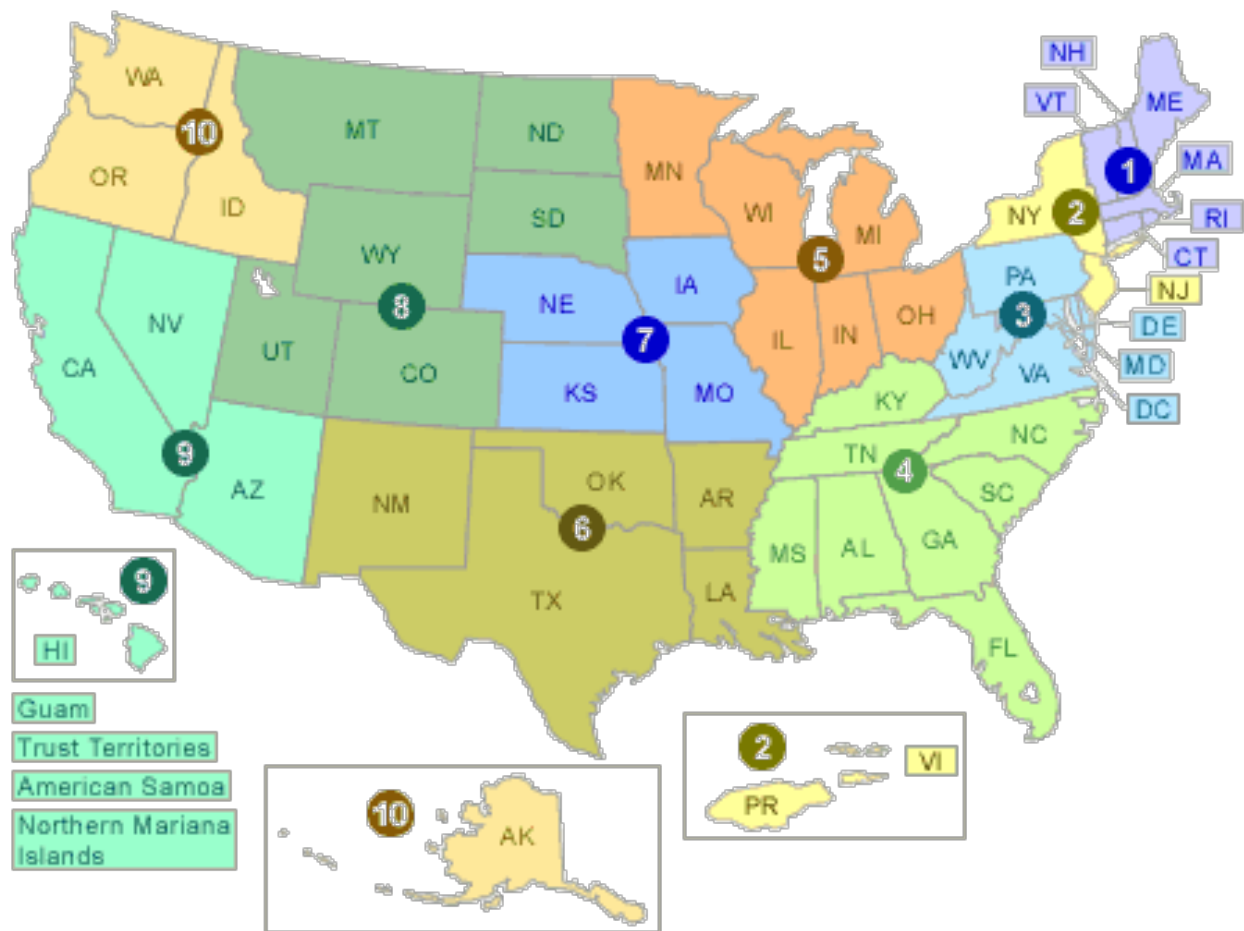 NH
WA
VT
ME
10
MT
ND
MN
1
MA
OR
ID
SD
WI
MI
NY
2
RI
WY
5
CT
PA
NJ
8
NE
IA
3
NV
7
OH
DE
UT
CO
IL
IN
WV
VA
MD
CA
KS
MO
KY
DC
9
TN
4
NC
AZ
NM
OK
AR
SC
6
MS
AL
GA
9
TX
LA
HI
FL
Guam
Trust Territories
2
VI
American Samoa
10
PR
Northern Mariana
Islands
AK